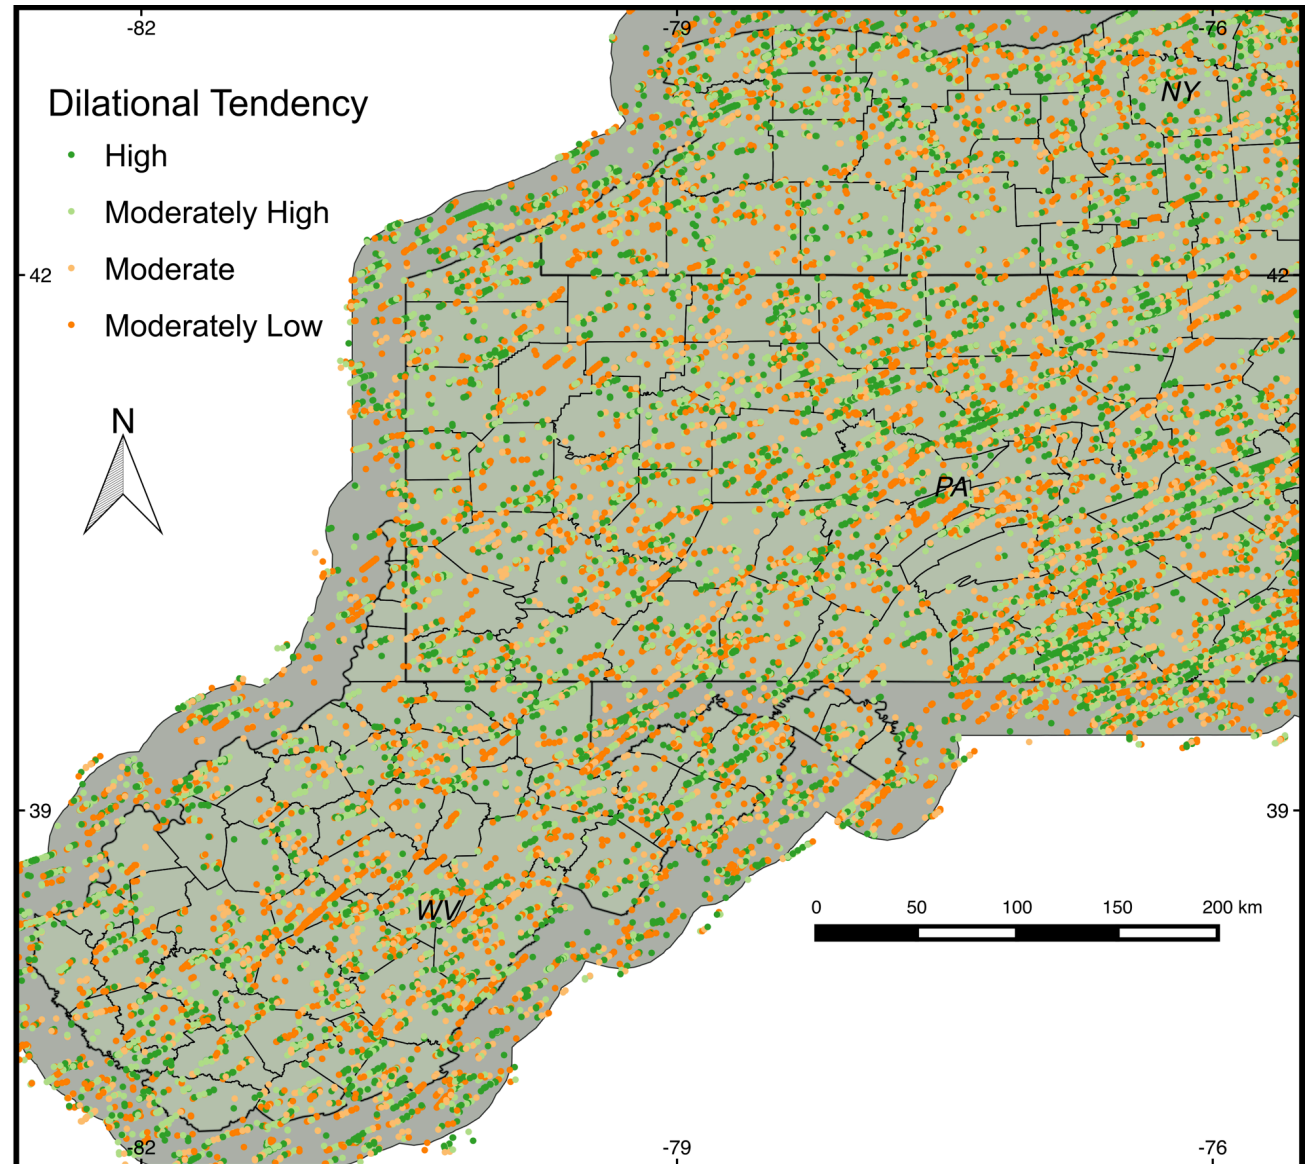 -82 -79 -76
NY
Dilational Tendency
High
Moderately High
Moderate
Moderately Low
42 42
N
PA
39 39
WV
0 50 100 150 200 km
-82 -79 -76